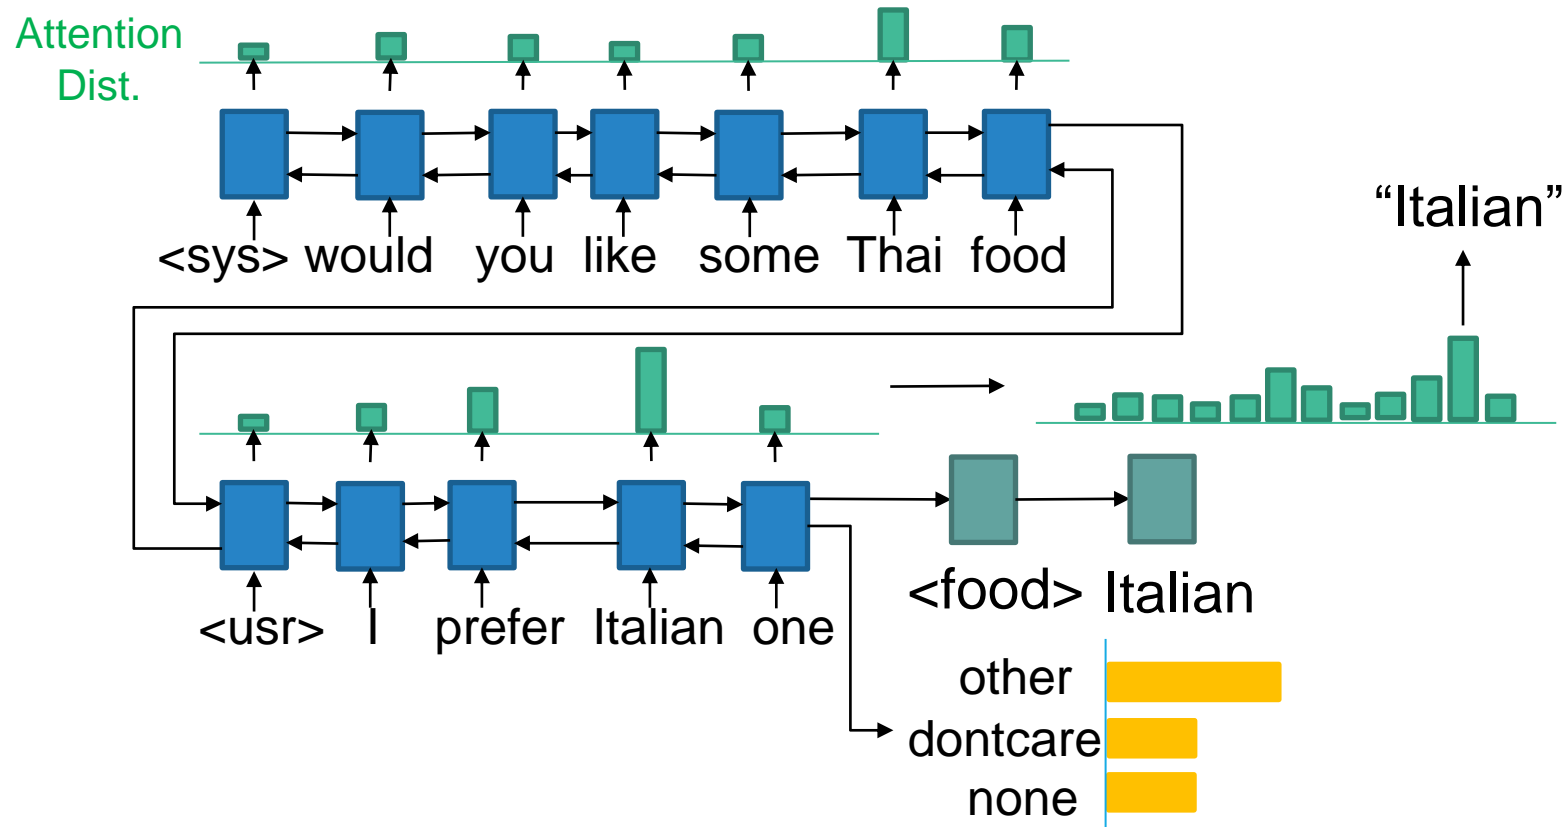 Attention
Dist.
<sys> would you like some Thai food
“Italian”
<usr> I prefer Italian one
<food> Italian
other
dontcare
none